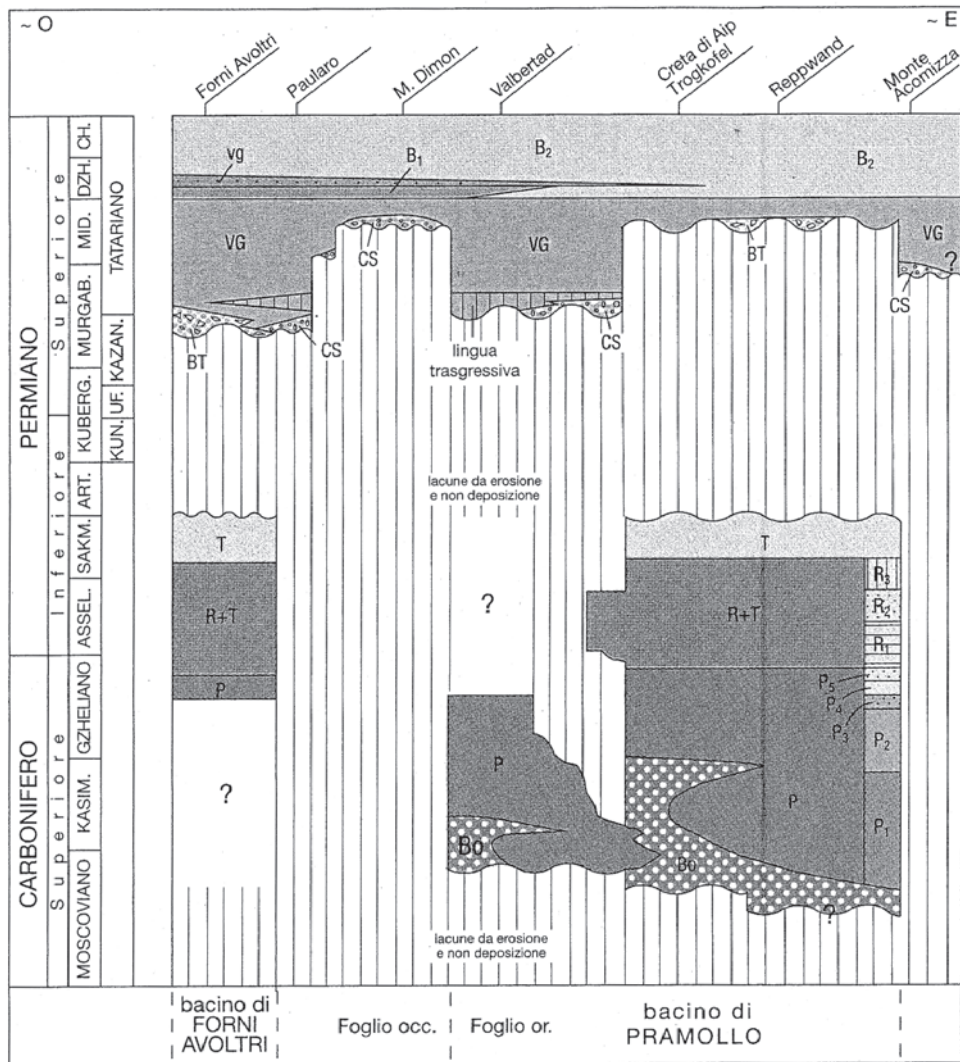 ~ O
~ E
Forni Avoltri
Paularo
M. Dimon
Valbertad
Creta di Aip
Trogkofel
Reppwand
Monte
Acomizza
PERMIANO
Superiore
Inferiore
CH.
DZH.
MID.
MURGAB.
KUBERG.
ART.
SAKM.
ASSEL.
TATARIANO
KAZAN.
UF.
KUN.
CARBONIFERO
Superiore
GZHELIANO
KASIM.
MOSCOVIANO
vg
B1
B2
B2
VG
CS
VG
BT
VG
?
CS
BT
CS
lingua
trasgressiva
CS
lacune da erosione
e non deposizione
T
T
R+T
?
R+T
R3
R2
R1
P
P5
P4
P3
P2
P
?
P
P1
Bo
Bo
?
lacune da erosione
e non deposizione
bacino di
FORNI
AVOLTRI
Foglio occ.
Foglio or.
bacino di
PRAMOLLO